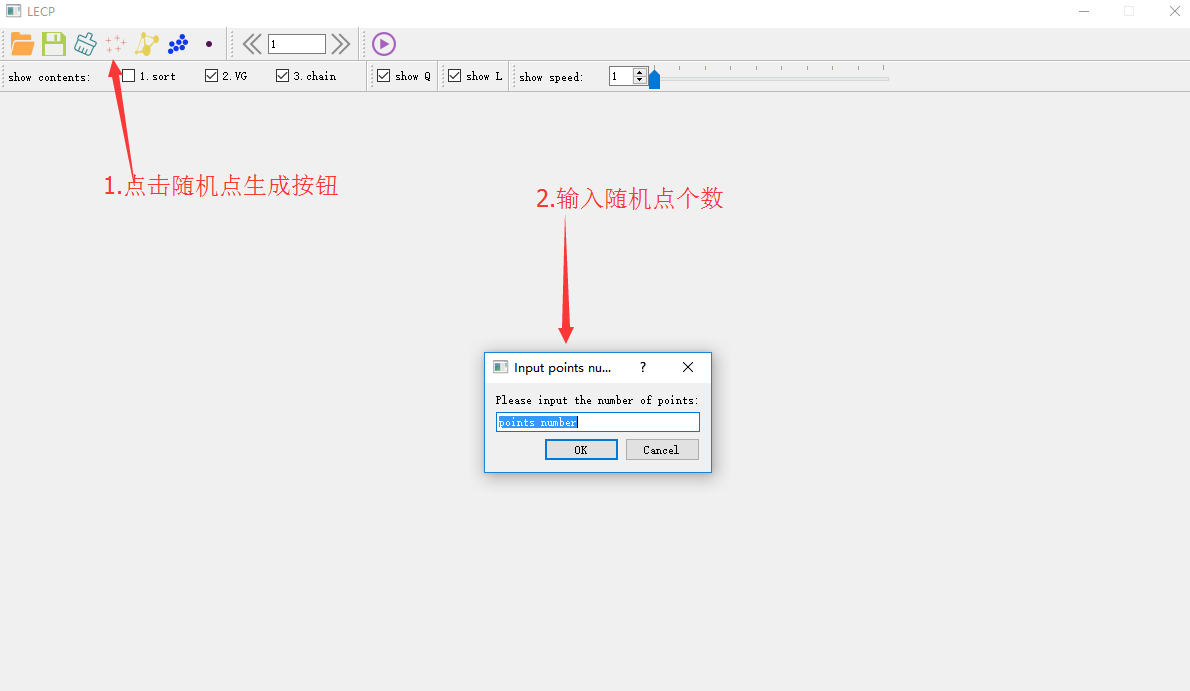 LECP
1
show contents: 1.sort 2.VG 3.chain show Q show L show speed: 1
1.点击随机点生成按钮
2.输入随机点个数
Input points nu... ?
Please input the number of points:
points number
OK Cancel